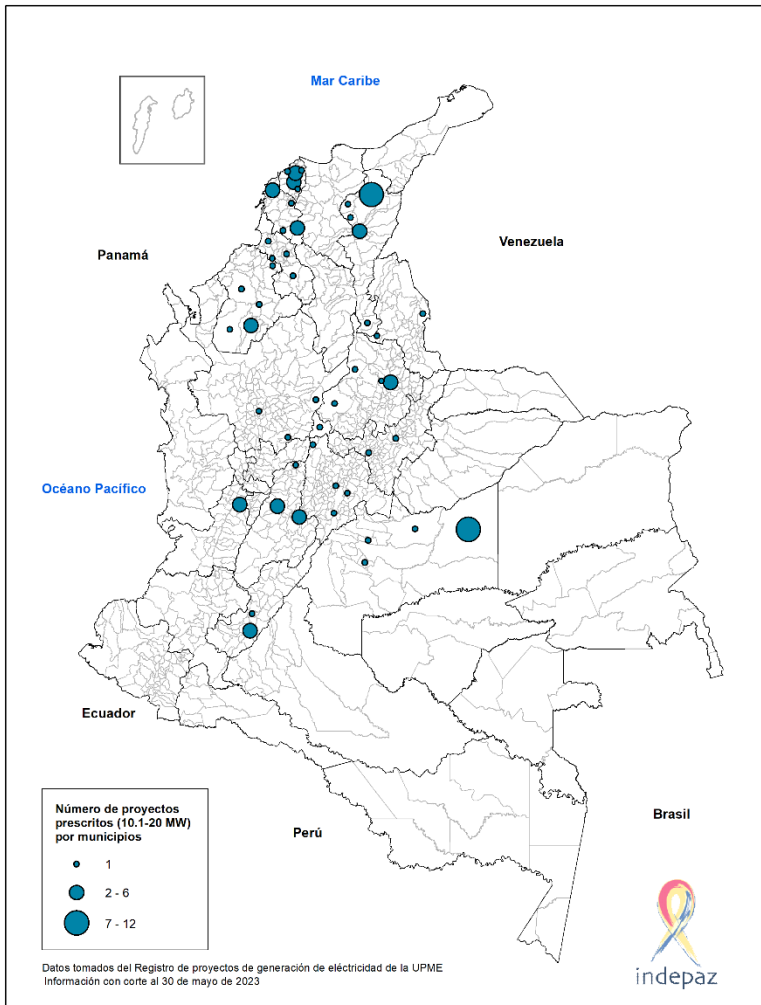 Mar Caribe
Panamá
Venezuela
Océano Pacífico
Ecuador
Perú
Brasil
Número de proyectos
prescritos (10.1-20 MW)
por municipios
1
2 - 6
7 - 12
indepaz
Datos tomados del Registro de proyectos de generación de eléctricidad de la UPME
Información con corte al 30 de mayo de 2023